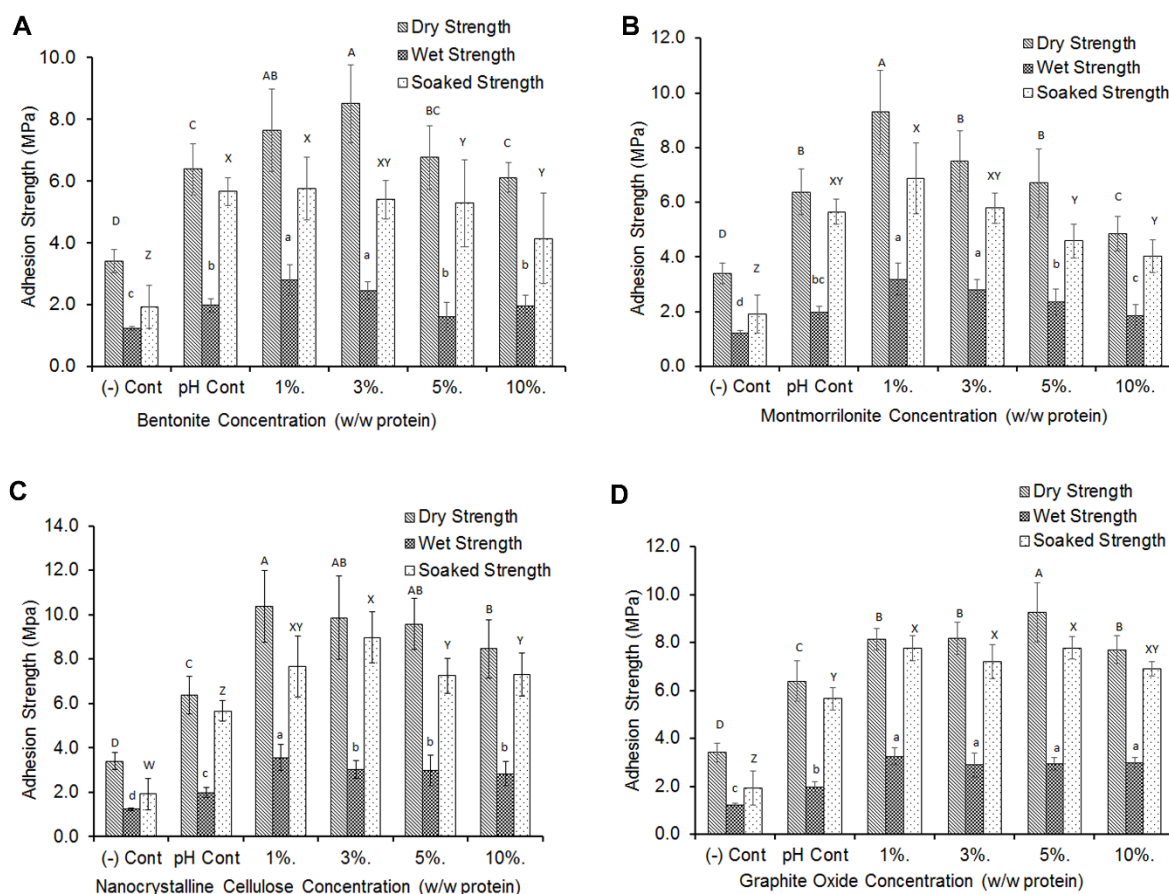 A
Dry Strength
Wet Strength
Soaked Strength
Adhesion Strength (MPa)
10.0
8.0
6.0
4.0
2.0
0.0
D c Z
C b X
AB a X
A a XY
BC b Y
C b Y
(-) Cont pH Cont 1%. 3%. 5% 10%.
Bentonite Concentration (w/w protein)
B
Dry Strength
Wet Strength
Soaked Strength
Adhesion Strength (MPa)
12.0
10.0
8.0
6.0
4.0
2.0
0.0
D d Z
B bc XY
A a X
B a XY
B b Y
C c Y
(-) Cont pH Cont 1%. 3%. 5%. 10%.
Montmorrilonite Concentration (w/w protein)
C
Dry Strength
Wet Strength
Soaked Strength
Adhesion Strength (Mpa)
14.0
12.0
10.0
8.0
6.0
4.0
2.0
0.0
D d W
C c Z
A a XY
AB b X
AB b Y
B b Y
(-) Cont pH Cont 1%. 3%. 5%. 10%.
Nanocrystalline Cellulose Concentration (w/w protein)
D
Dry Strength
Wet Strength
Soaked Strength
Adhesion Strength (MPa)
12.0
10.0
8.0
6.0
4.0
2.0
0.0
D c Z
C b Y
B a X
B a X
A a X
B a XY
(-) Cont pH Cont 1%. 3%. 5%. 10%.
Graphite Oxide Concentration (w/w protein)